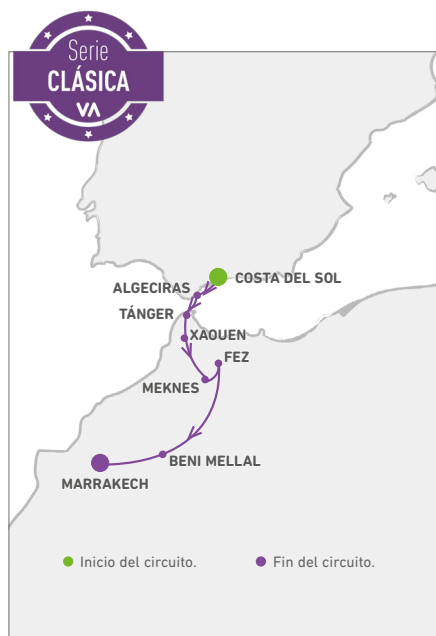 Serie
CLÁSICA
VA
COSTA DEL SOL
ALGECIRAS
TÁNGER
XAOUEN
FEZ
MEKNES
BENI MELLAL
MARRAKECH
Inicio del circuito.
Fin del circuito.